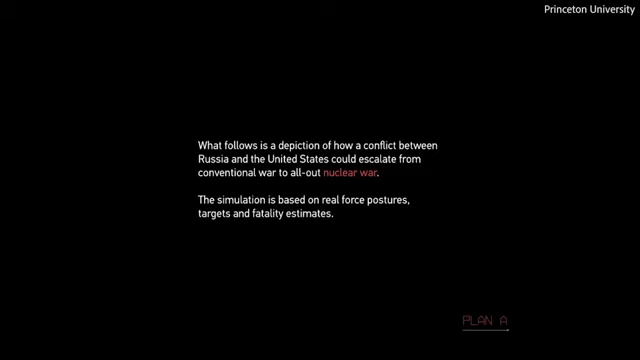 Princeton University
What follows is a depiction of how a conflict between
Russia and the United States could escalate from
conventional war to all-out nuclear war.
The simulation is based on real force postures,
targets and fatality estimates.
PLAN A